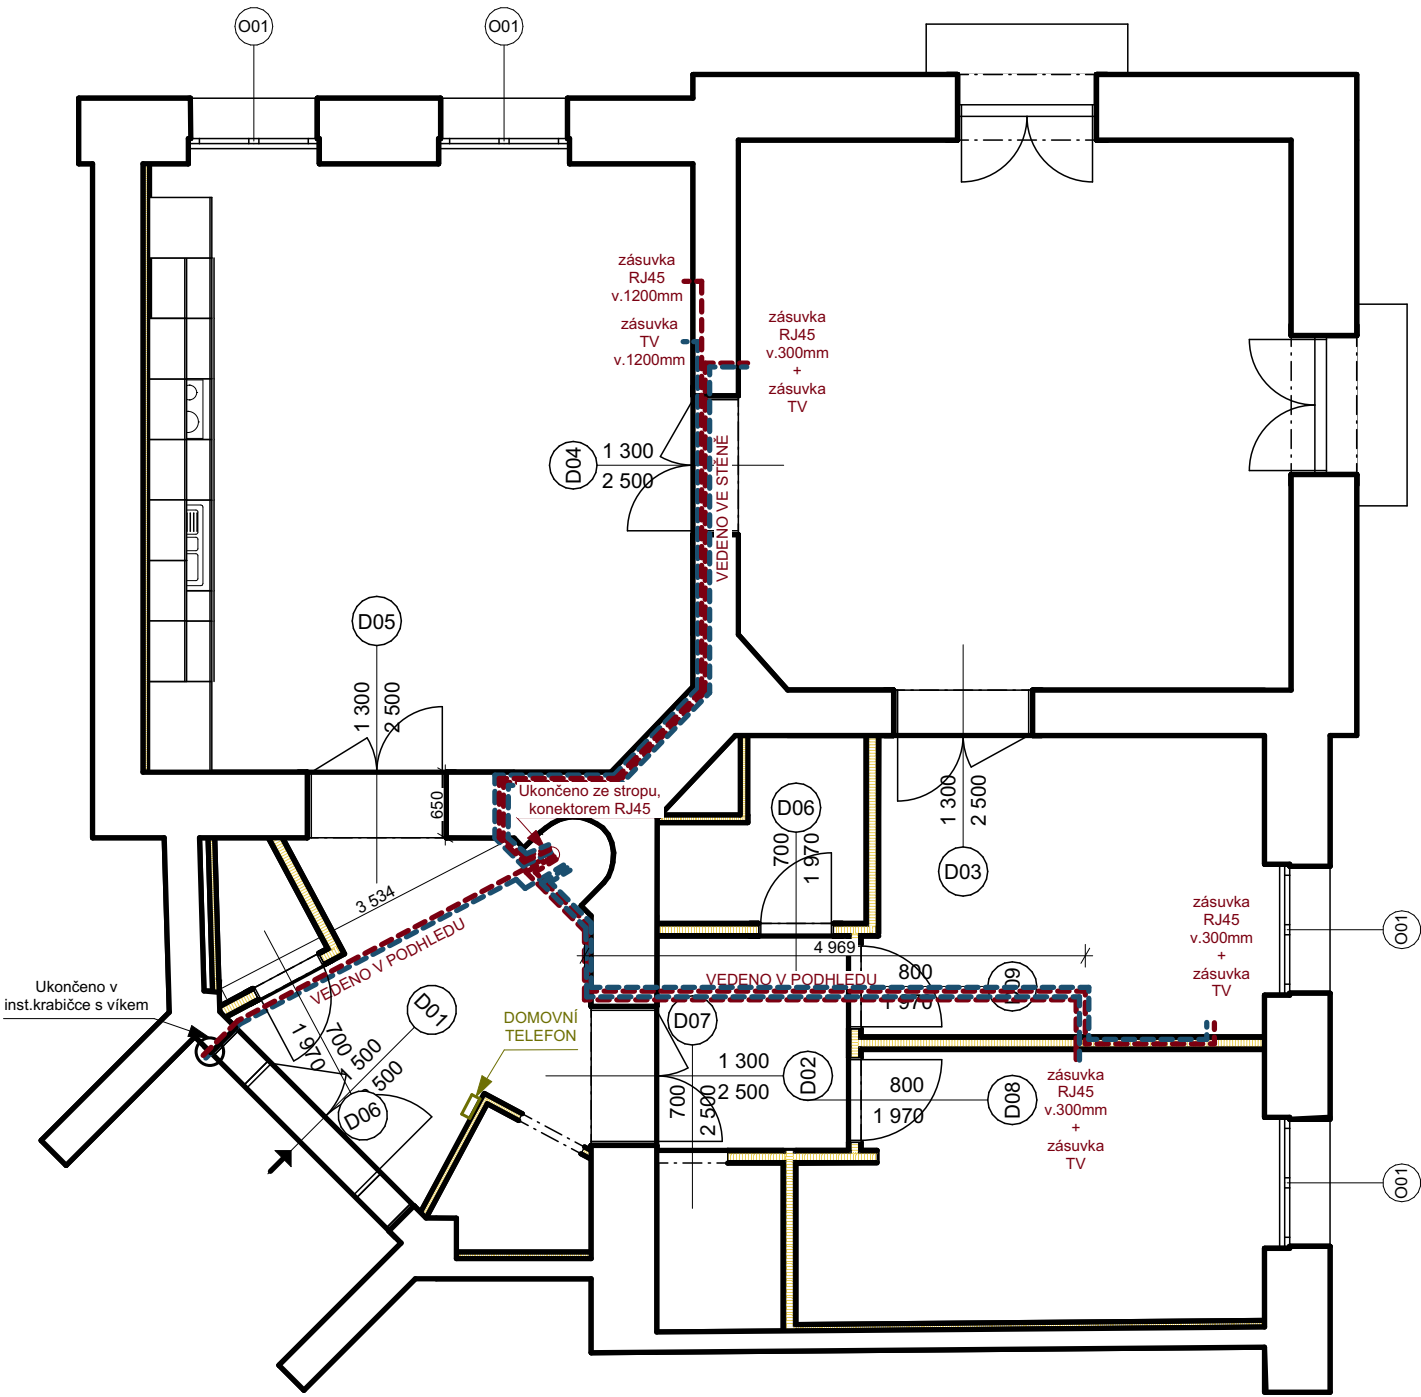 O01
O01
zásuvka
RJ45
v.1200mm
zásuvka
TV
v.1200mm
zásuvka
RJ45
v.300mm
+
zásuvka
TV
D04
1 300
2 500
VEDENO VE STĚNĚ
D05
1 300
2 500
650
Ukončeno ze stropu,
konektorem RJ45
D06
700
1 970
1 300
2 500
D03
3 534
VEDENO V PODHLEDU
4 969
VEDENO V PODHLEDU
800
1 970
D09
zásuvka
RJ45
v.300mm
+
zásuvka
TV
O01
Ukončeno v
inst.krabičce s víkem
D01
1 500
2 500
700
1 970
D06
DOMOVNÍ
TELEFON
D07
700
2 500
1 300
2 500
D02
800
1 970
D08
zásuvka
RJ45
v.300mm
+
zásuvka
TV
O01